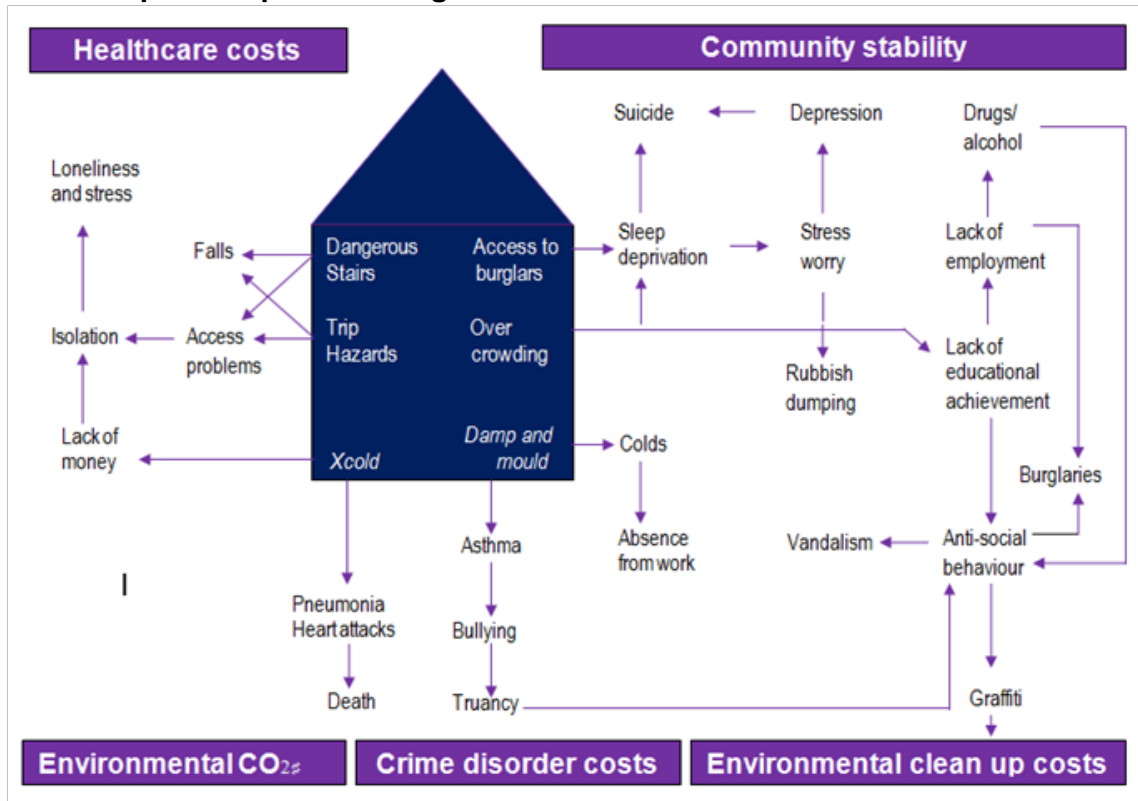 Healthcare costs
Community stability
Suicide
Depression
Drugs/
alcohol
Loneliness
and stress
Falls
Dangerous
Stairs
Access to
burglars
Sleep
deprivation
Stress
worry
Lack of
employment
Isolation
Access
problems
Trip
Hazards
Over
crowding
Rubbish
dumping
Lack of
educational
achievement
Lack of
money
Xcold
Damp and
mould
Colds
Burglaries
Asthma
Absence
from work
Vandalism
Anti-social
behaviour
Pneumonia
Heart attacks
Bullying
Death
Truancy
Graffiti
Environmental CO2
Crime disorder costs
Environmental clean up costs